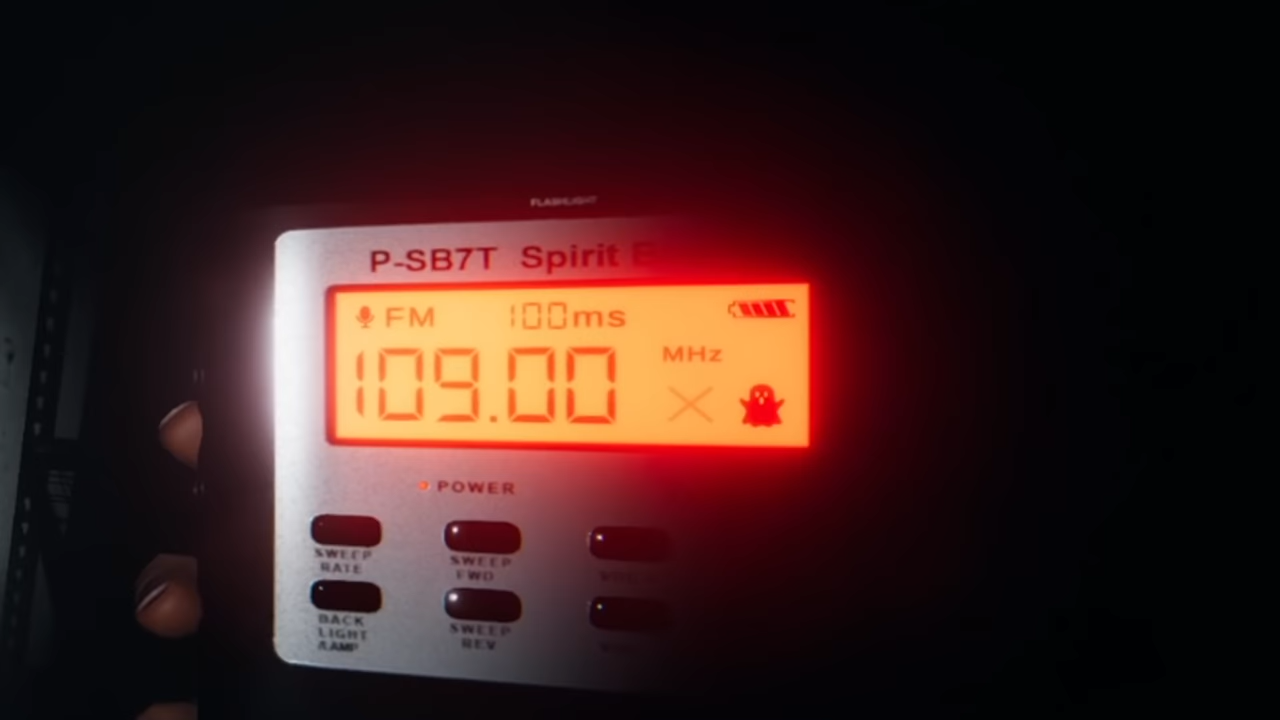 FLASHLIGHT
P-SB7T Spirit
FM 100ms
109.00 MHz
POWER
SWEEP RATE
SWEEP FWD
BACK LIGHT /LAMP
SWEEP REV